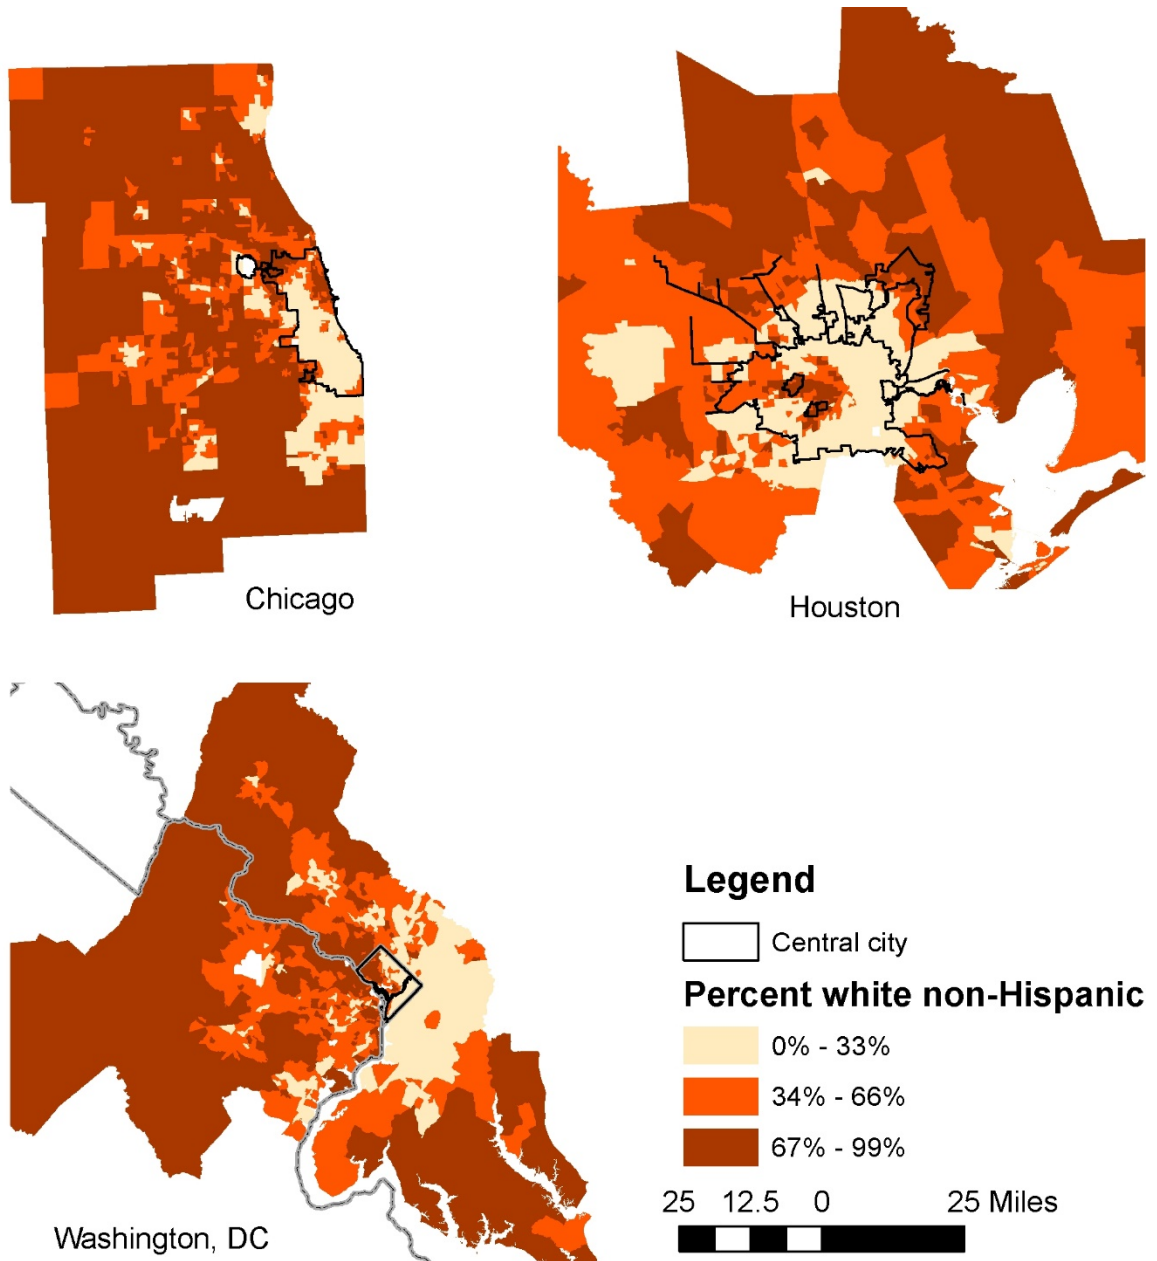 Chicago
Houston
Washington, DC
Legend
Central city
Percent white non-Hispanic
0% - 33%
34% - 66%
67% - 99%
25 12.5 0 25 Miles